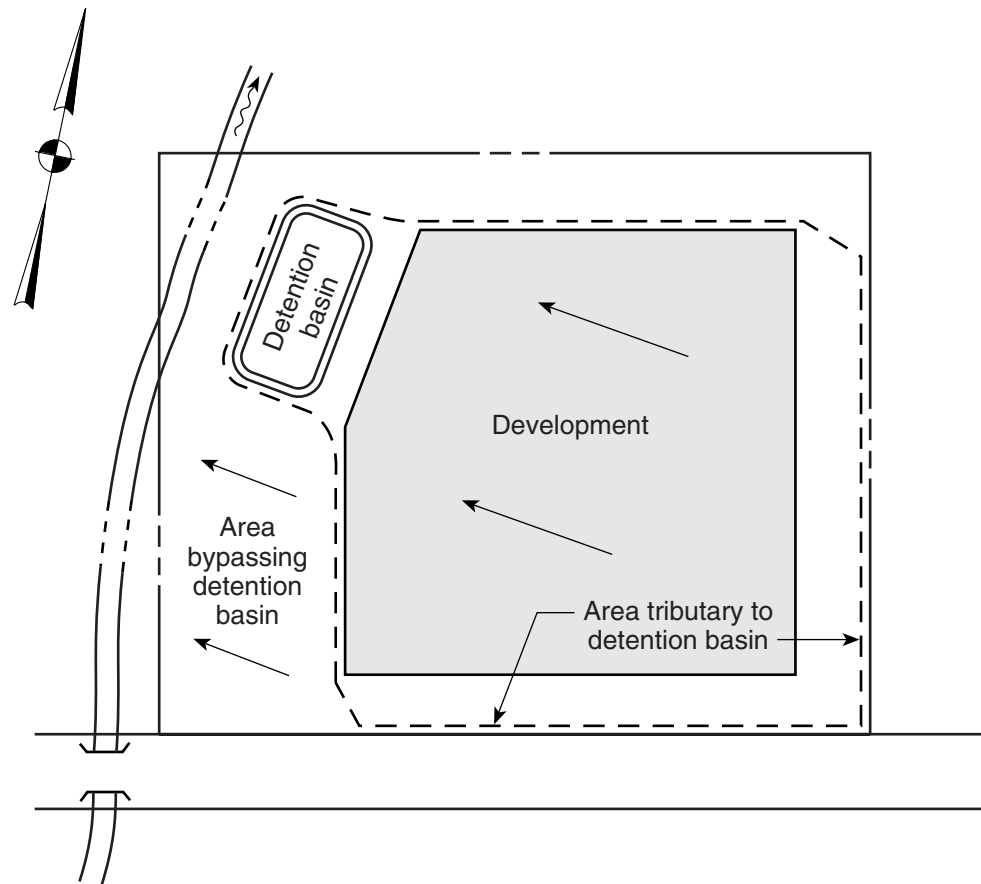 Detention
basin
Development
Area
bypassing
detention
basin
Area tributary to
detention basin